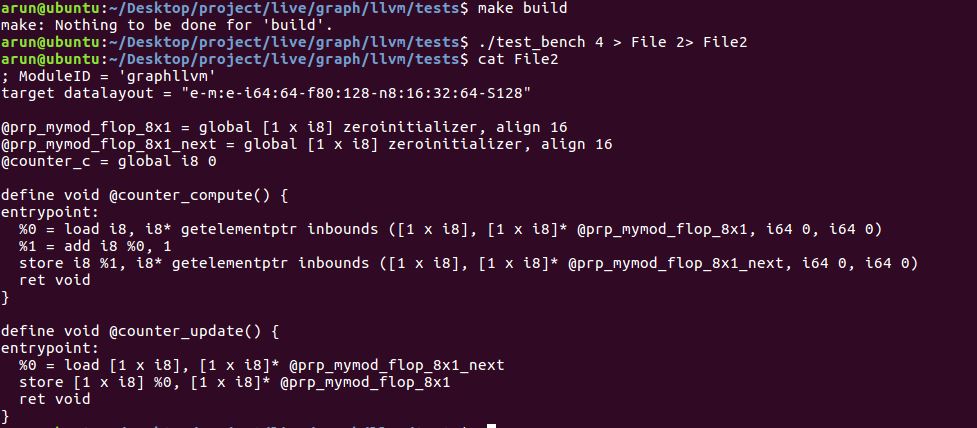 arun@ubuntu:~/Desktop/project/live/graph/llvm/tests$ make build
make: Nothing to be done for 'build'.
arun@ubuntu:~/Desktop/project/live/graph/llvm/tests$ ./test_bench 4 > File 2> File2
arun@ubuntu:~/Desktop/project/live/graph/llvm/tests$ cat File2
; ModuleID = 'graphllvm'
target datalayout = "e-m:e-i64:64-f80:128-n8:16:32:64-S128"

@prp_mymod_flop_8x1 = global [1 x i8] zeroinitializer, align 16
@prp_mymod_flop_8x1_next = global [1 x i8] zeroinitializer, align 16
@counter_c = global i8 0

define void @counter_compute() {
entrypoint:
  %0 = load i8, i8* getelementptr inbounds ([1 x i8], [1 x i8]* @prp_mymod_flop_8x1, i64 0, i64 0)
  %1 = add i8 %0, 1
  store i8 %1, i8* getelementptr inbounds ([1 x i8], [1 x i8]* @prp_mymod_flop_8x1_next, i64 0, i64 0)
  ret void
}

define void @counter_update() {
entrypoint:
  %0 = load [1 x i8], [1 x i8]* @prp_mymod_flop_8x1_next
  store [1 x i8] %0, [1 x i8]* @prp_mymod_flop_8x1
  ret void
}